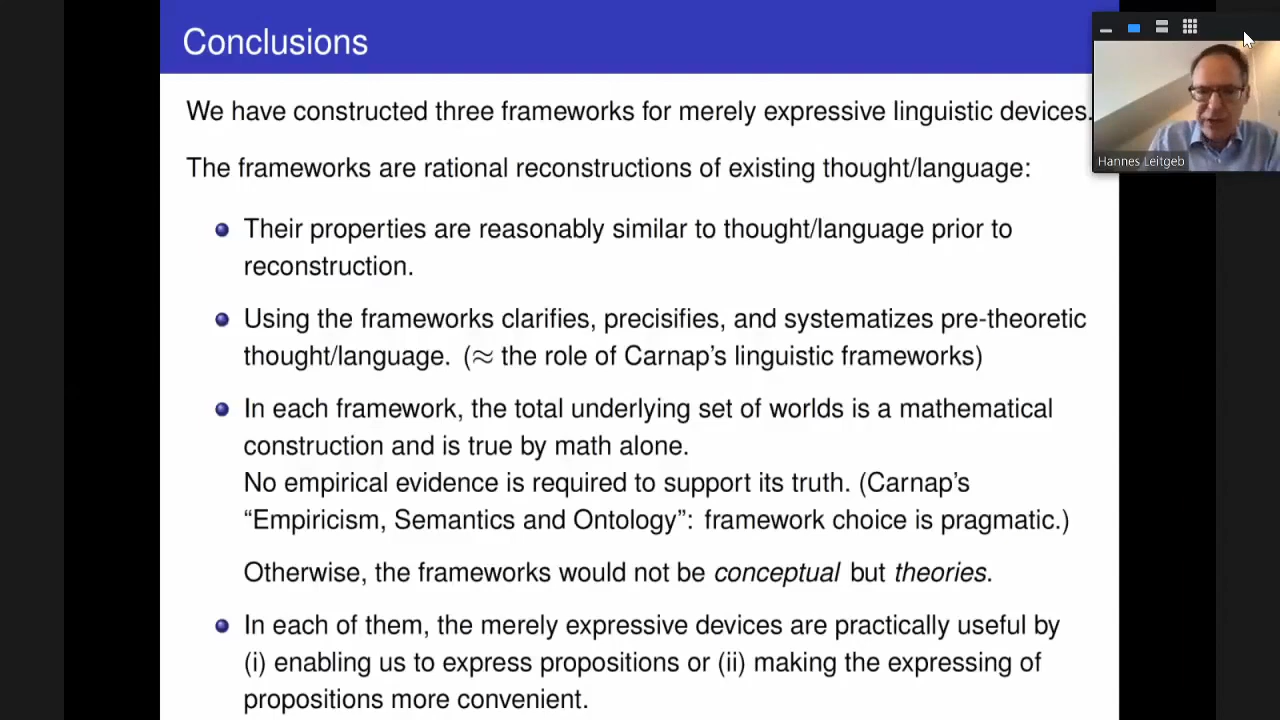 Conclusions
We have constructed three frameworks for merely expressive linguistic devices.
The frameworks are rational reconstructions of existing thought/language:
Their properties are reasonably similar to thought/language prior to
reconstruction.
Using the frameworks clarifies, precisifies, and systematizes pre-theoretic
thought/language. (≈ the role of Carnap's linguistic frameworks)
In each framework, the total underlying set of worlds is a mathematical
construction and is true by math alone.
No empirical evidence is required to support its truth. (Carnap's
“Empiricism, Semantics and Ontology”: framework choice is pragmatic.)
Otherwise, the frameworks would not be conceptual but theories.
In each of them, the merely expressive devices are practically useful by
(i) enabling us to express propositions or (ii) making the expressing of
propositions more convenient.
Hannes Leitgeb